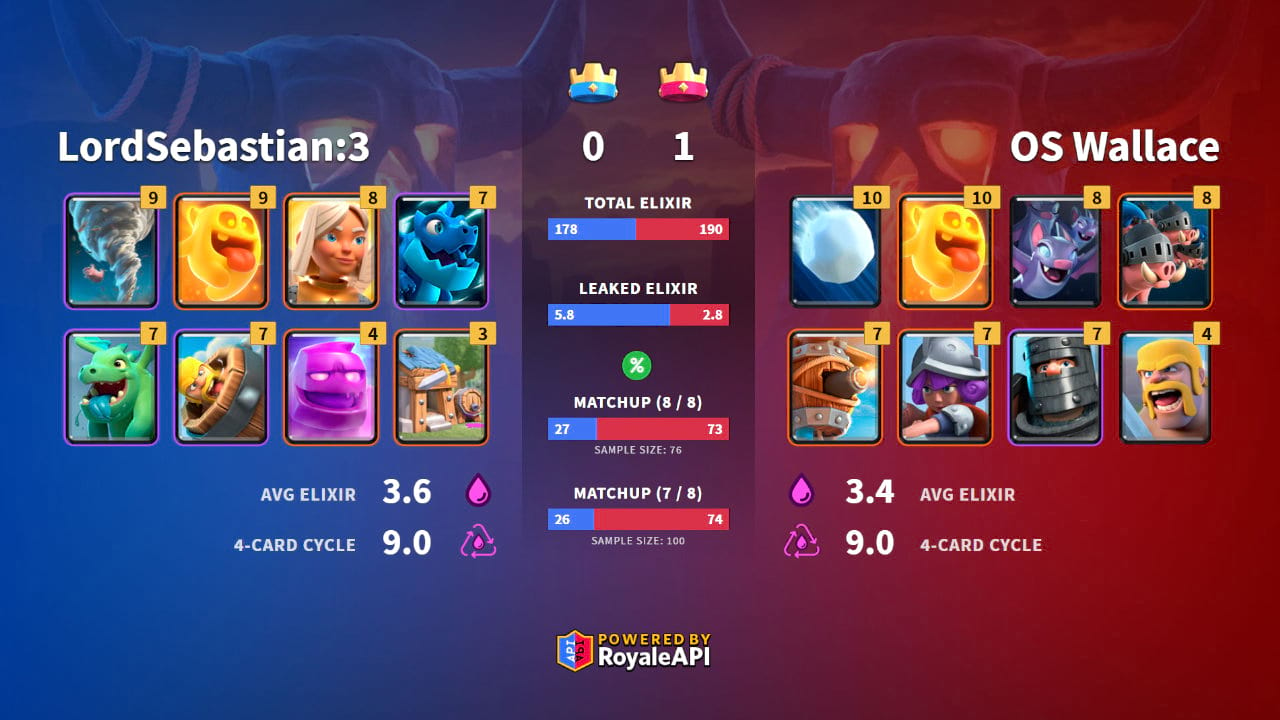 0 1
LordSebastian:3
OS Wallace
9 9 8 7
7 7 4 3
AVG ELIXIR 3.6
4-CARD CYCLE 9.0
TOTAL ELIXIR
178 190
LEAKED ELIXIR
5.8 2.8
%
MATCHUP (8 / 8)
27 73
SAMPLE SIZE: 76
MATCHUP (7 / 8)
26 74
SAMPLE SIZE: 100
10 10 8 8
7 7 7 4
3.4 AVG ELIXIR
9.0 4-CARD CYCLE
API API
POWERED BY
RoyaleAPI